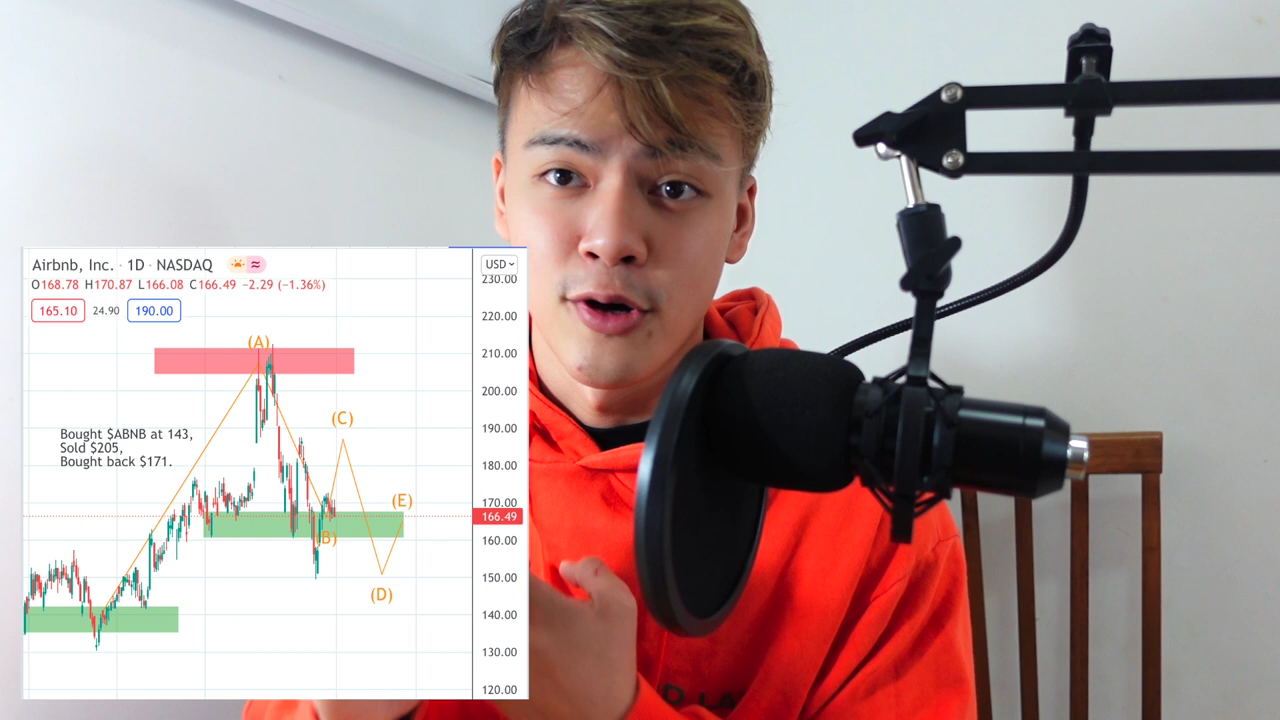 Airbnb, Inc. · 1D · NASDAQ
USD
O168.78 H170.87 L166.08 C166.49 −2.29 (−1.36%)
165.10 24.90 190.00
230.00
220.00
210.00
200.00
190.00
180.00
170.00
166.49
160.00
150.00
140.00
130.00
120.00
(A)
(C)
Bought $ABNB at 143,
Sold $205,
Bought back $171.
(E)
B)
(D)